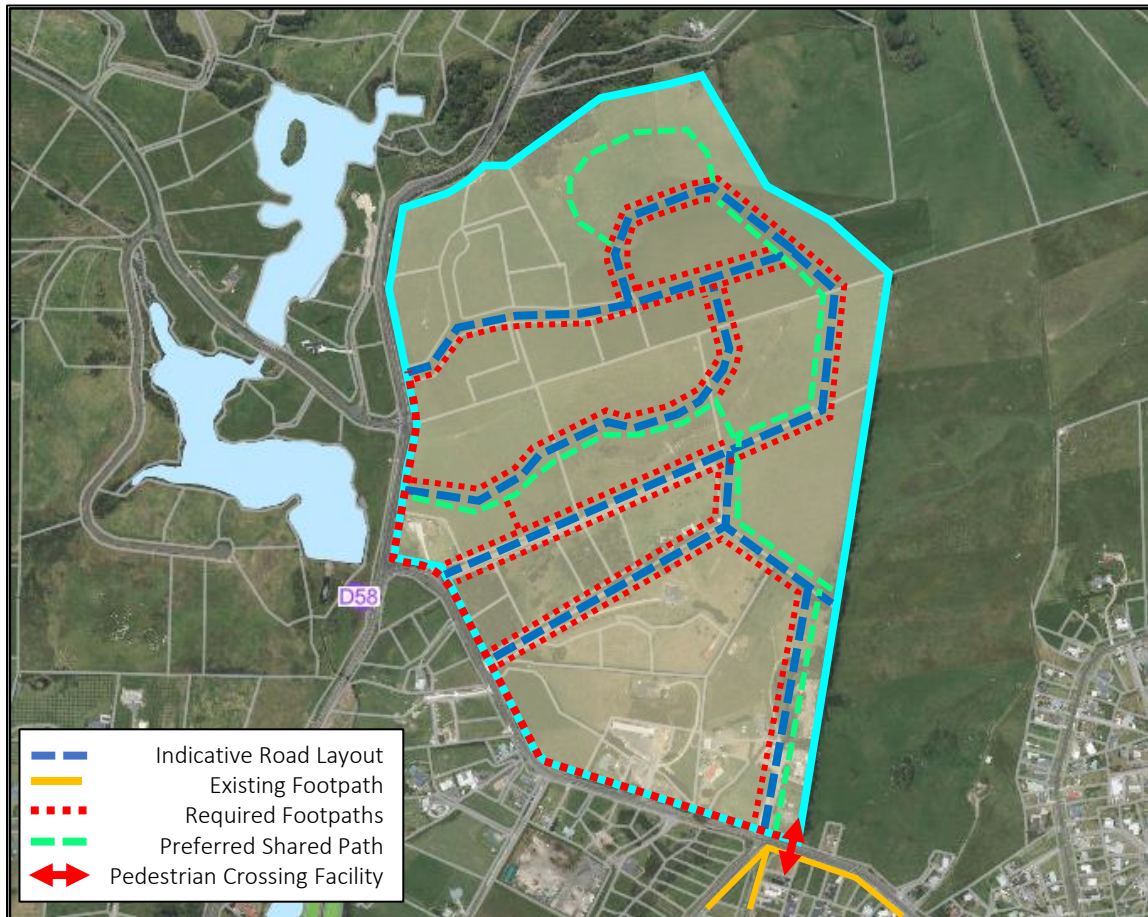 D58
Indicative Road Layout
Existing Footpath
Required Footpaths
Preferred Shared Path
Pedestrian Crossing Facility